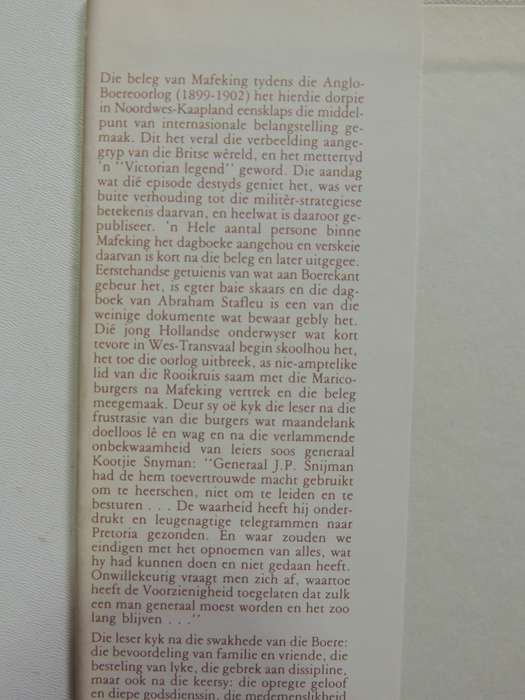 Die beleg van Mafeking tydens die Anglo-
Boereoorlog (1899-1902) het hierdie dorpie
in Noordwes-Kaapland eensklaps die middel-
punt van internasionale belangstelling ge-
maak. Dit het veral die verbeelding aange-
gryp van die Britse wêreld, en het mettertyd
'n "Victorian legend" geword. Die aandag
wat dié episode destyds geniet het, was ver
buite verhouding tot die militêr-strategiese
betekenis daarvan, en heelwat is daaroor ge-
publiseer. 'n Hele aantal persone binne
Mafeking het dagboeke aangehou en verskeie
daarvan is kort na die beleg en later uitgegee.
Eerstehandse getuienis van wat aan Boerekant
gebeur het, is egter baie skaars en die dag-
boek van Abraham Stafleu is een van die
weinige dokumente wat bewaar gebly het.
Dié jong Hollandse onderwyser wat kort
tevore in Wes-Transvaal begin skoolhou het,
het toe die oorlog uitbreek, as nie-amptelike
lid van die Rooikruis saam met die Marico-
burgers na Mafeking vertrek en die beleg
meegemaak. Deur sy oë kyk die leser na die
frustrasie van die burgers wat maandelank
doelloos lê en wag en na die verlammende
onbekwaamheid van leiers soos generaal
Kootjie Snyman: "Generaal J.P. Snijman
had de hem toevertrouwde macht gebruikt
om te heerschen, niet om te leiden en te
besturen . . . De waarheid heeft hij onder-
drukt en leugenagtige telegrammen naar
Pretoria gezonden. En waar zouden we
eindigen met het opnoemen van alles, wat
hy had kunnen doen en niet gedaan heeft.
Onwillekeurig vraagt men zich af, waartoe
heeft de Voorzienigheid toegelaten dat zulk
een man generaal moest worden en het zoo
lang blijven . . ."
Die leser kyk na die swakhede van die Boere:
die bevoordeling van familie en vriende, die
besteling van lyke, die gebrek aan dissipline,
maar ook na die keersy: die opregte geloof
en diepe godsdienssin, die medemenslikheid